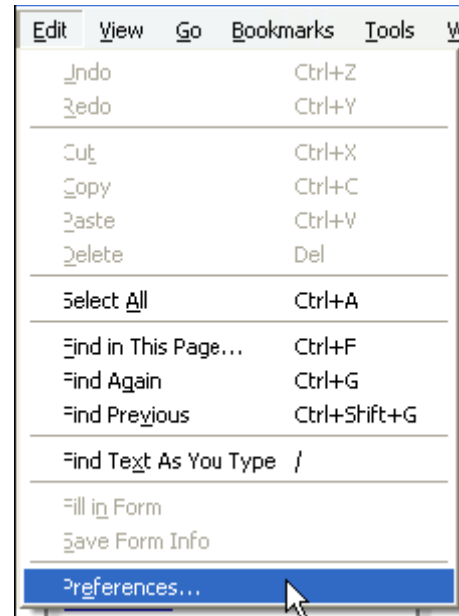 Edit View Go Bookmarks Tools W
Undo Ctrl+Z
Redo Ctrl+Y
Cut Ctrl+X
Copy Ctrl+C
Paste Ctrl+V
Delete Del
Select All Ctrl+A
Find in This Page... Ctrl+F
Find Again Ctrl+G
Find Previous Ctrl+Shift+G
Find Text As You Type /
Fill in Form
Save Form Info
Preferences...